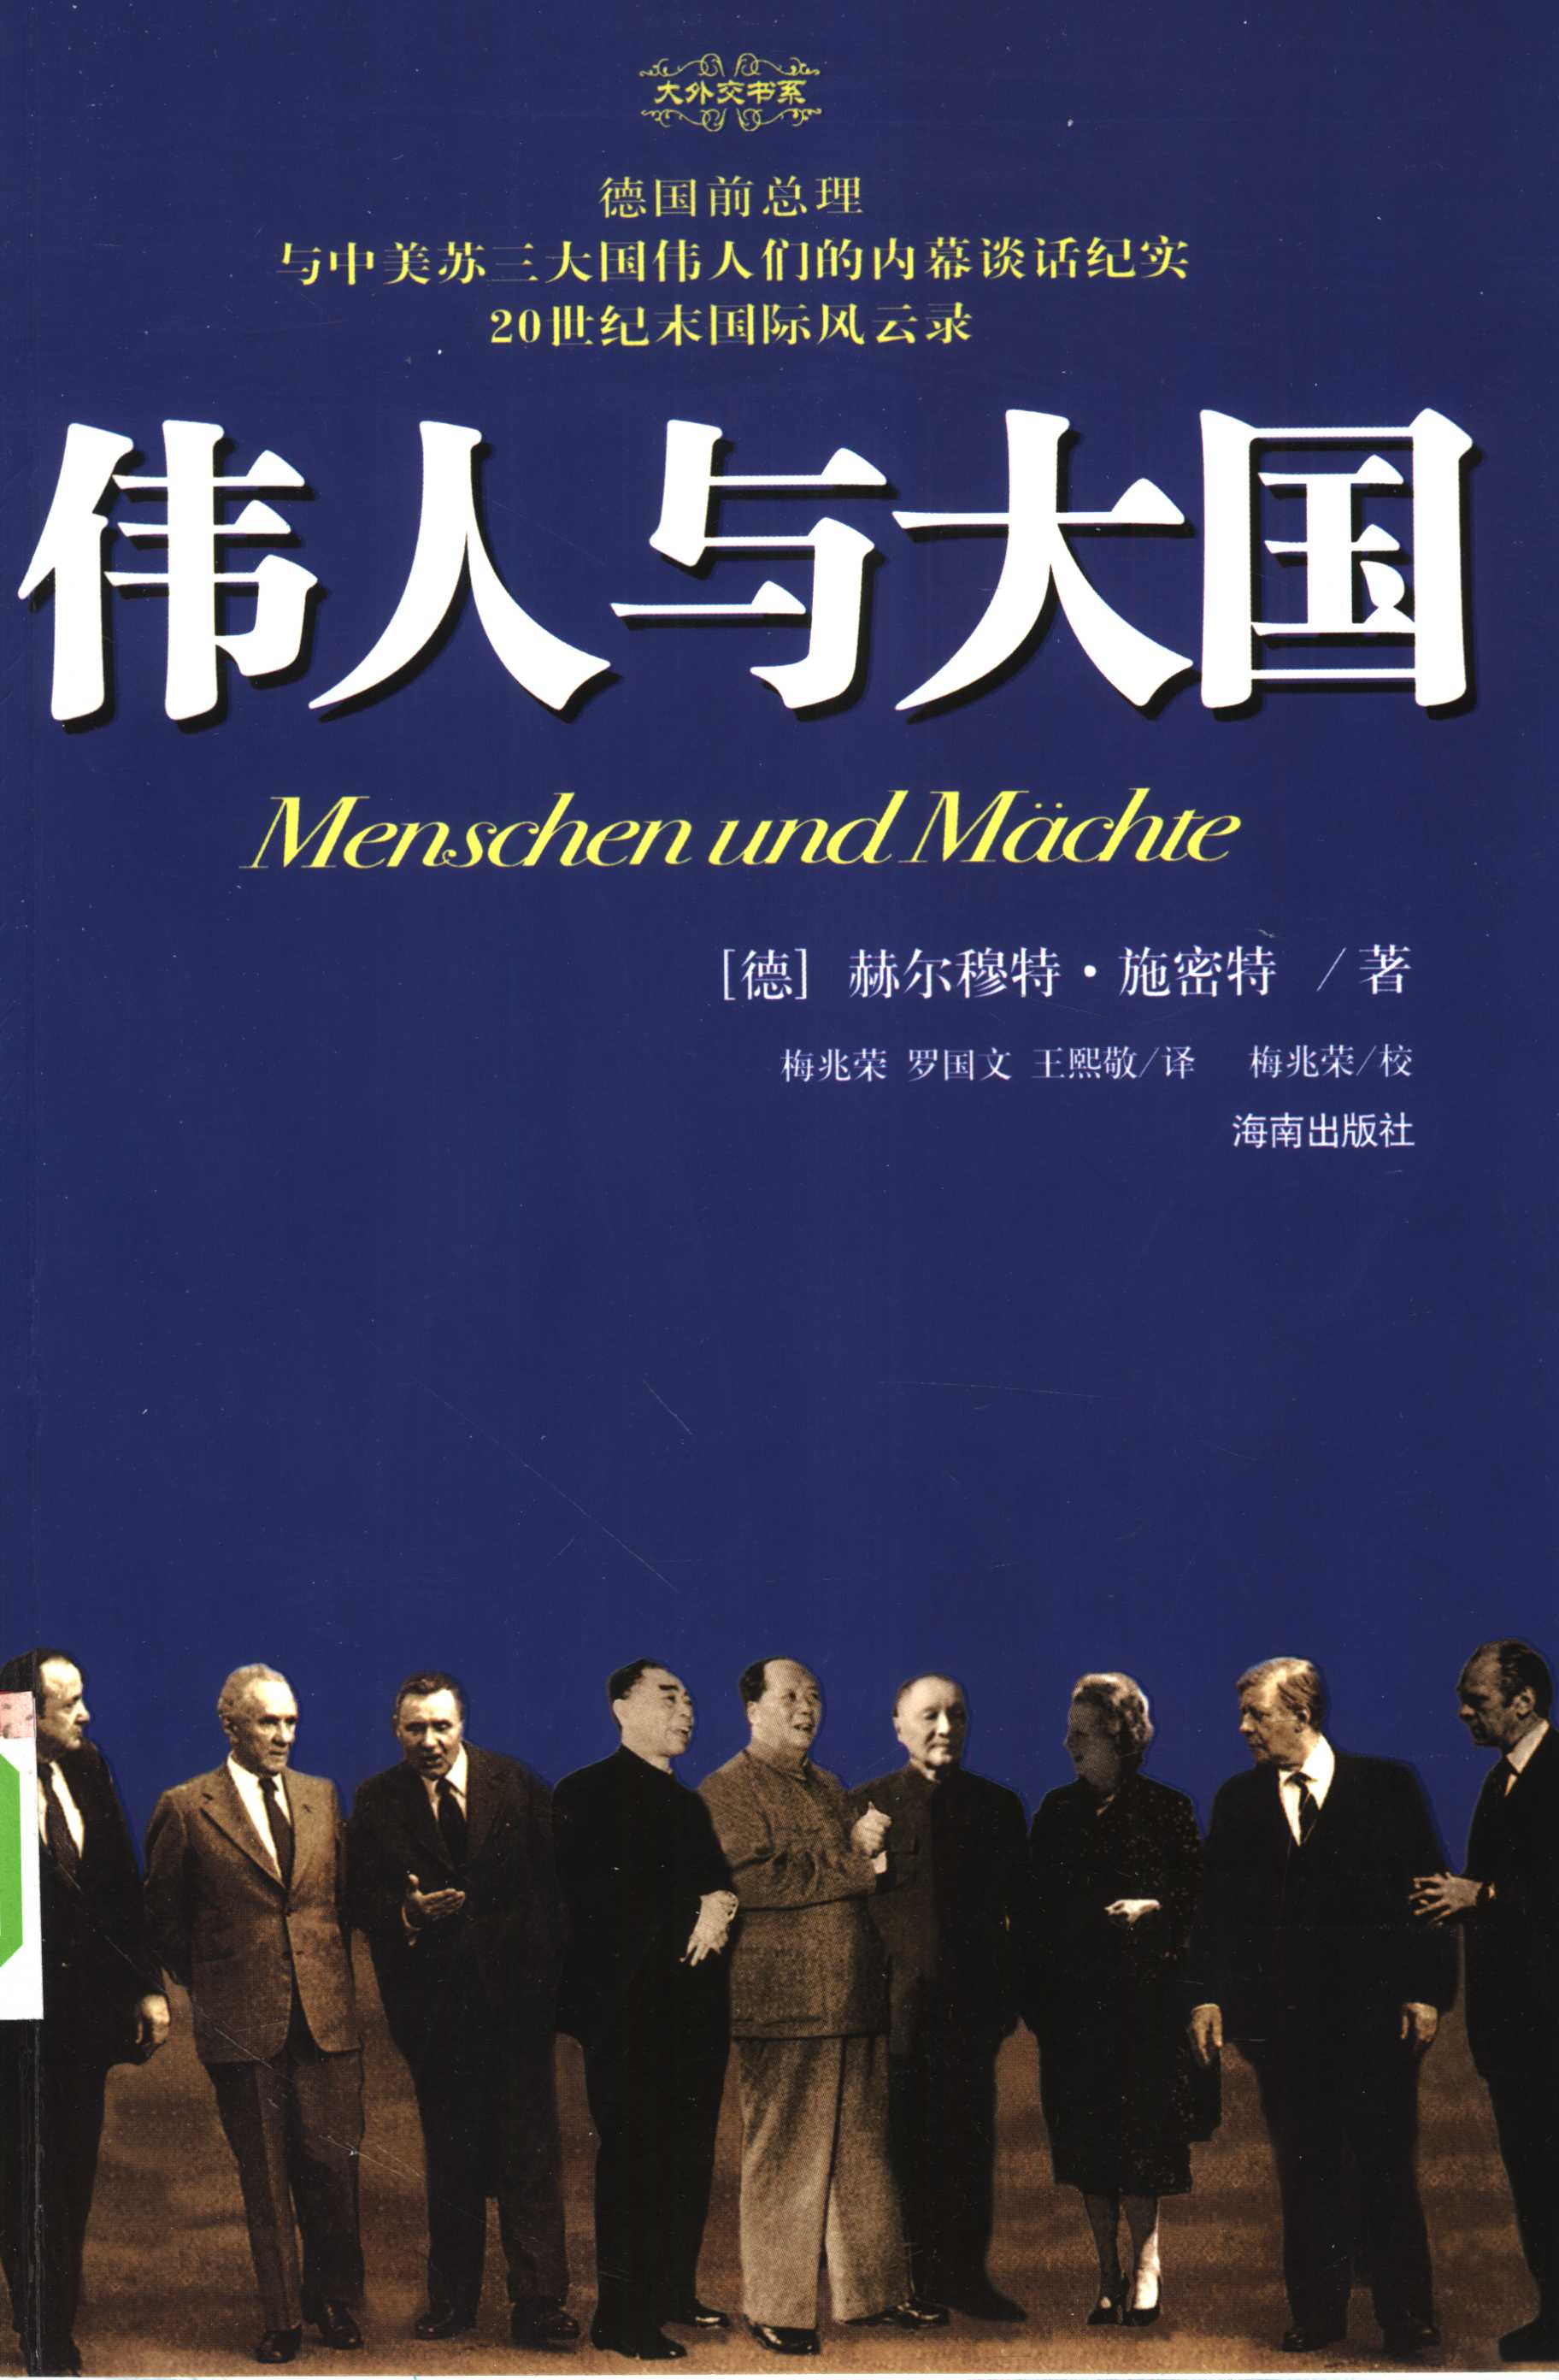 大外交书系
德国前总理
与中美苏三大国伟人们的内幕谈话纪实
20世纪末国际风云录
伟人与大国
Menschen und Mächte
[德] 赫尔穆特·施密特 /著
梅兆荣 罗国文 王熙敬/译 梅兆荣/校
海南出版社